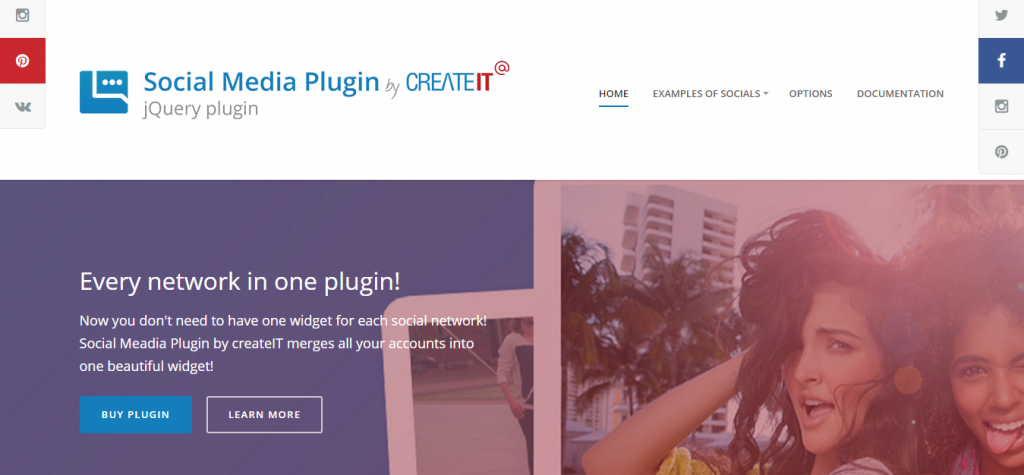 Social Media Plugin by CREATEIT@
jQuery plugin
HOME EXAMPLES OF SOCIALS OPTIONS DOCUMENTATION
Every network in one plugin!
Now you don't need to have one widget for each social network!
Social Meadia Plugin by createIT merges all your accounts into
one beautiful widget!
BUY PLUGIN LEARN MORE